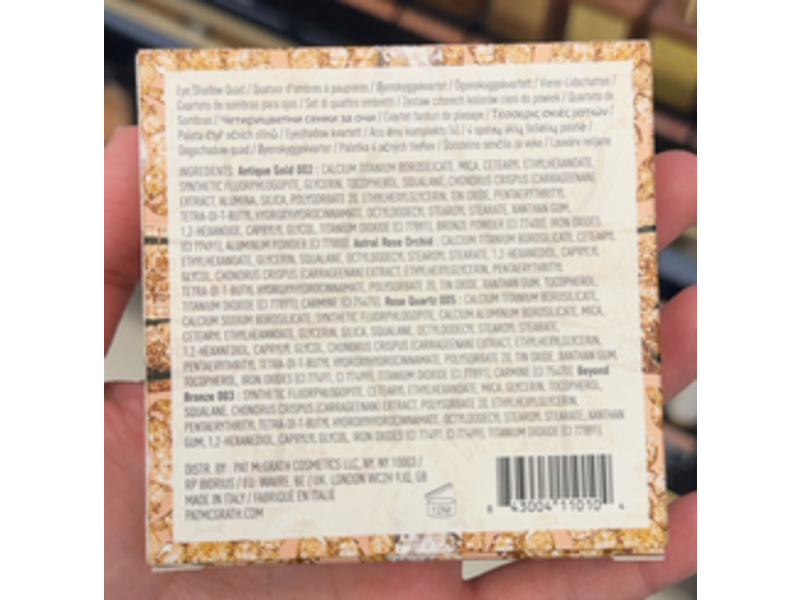 Eye Shadow Quad / Quatuor d'ombres à paupières / Øjenskyggekvartet / Ögenskuggkvartett / Vierer-Lidschatten /
Cuarteto de sombras para ojos / Set di quattro ombretti / Zestaw czterech kolorów cieni do powiek / Quarteto de
Sombras / Четирицветни сенки за очи / Cvartet farduri de pleoape / Τέσσερις σκιές ματιών /
Paleta čtyř očních stínů / Eyeshadow kvartett / Acu ēnu komplekts (4) / 4 spalvų akių šešėlių paletė /
Øyenskyggekvarter / Paletka 4 očných tieňov /
INGREDIENTS: Antique Gold 002 : CALCIUM TITANIUM BOROSILICATE, MICA, CETEARYL ETHYLHEXANOATE,
SYNTHETIC FLUORPHLOGOPITE, GLYCERIN, TOCOPHEROL, SQUALANE, CHONDRUS CRISPUS (CARRAGEENAN)
EXTRACT, ALUMINA, SILICA, POLYSORBATE 20, ETHYLHEXYLGLYCERIN, TIN OXIDE, PENTAERYTHRITYL
TETRA-DI-T-BUTYL HYDROXYHYDROCINNAMATE, OCTYLDODECYL STEAROYL STEARATE, XANTHAN GUM,
1,2-HEXANEDIOL, CAPRYLYL GLYCOL, TITANIUM DIOXIDE (CI 77891), BRONZE POWDER (CI 77400), IRON OXIDES
(CI 77491), ALUMINUM POWDER (CI 77000) Astral Rose Orchid : CALCIUM TITANIUM BOROSILICATE, CETEARYL
ETHYLHEXANOATE, GLYCERIN, SQUALANE, OCTYLDODECYL STEAROYL STEARATE, 1,2-HEXANEDIOL, CAPRYLYL
GLYCOL, CHONDRUS CRISPUS (CARRAGEENAN) EXTRACT, ETHYLHEXYLGLYCERIN, PENTAERYTHRITYL
TETRA-DI-T-BUTYL HYDROXYHYDROCINNAMATE, POLYSORBATE 20, TIN OXIDE, XANTHAN GUM, TOCOPHEROL,
TITANIUM DIOXIDE (CI 77891), CARMINE (CI 75470). Rose Quartz 005 : CALCIUM TITANIUM BOROSILICATE,
CALCIUM SODIUM BOROSILICATE, SYNTHETIC FLUORPHLOGOPITE, CALCIUM ALUMINUM BOROSILICATE, MICA,
CETEARYL ETHYLHEXANOATE, GLYCERIN, SILICA, SQUALANE, OCTYLDODECYL STEAROYL STEARATE,
1,2-HEXANEDIOL, CAPRYLYL GLYCOL, CHONDRUS CRISPUS (CARRAGEENAN) EXTRACT, ETHYLHEXYLGLYCERIN,
PENTAERYTHRITYL TETRA-DI-T-BUTYL HYDROXYHYDROCINNAMATE, POLYSORBATE 20, TIN OXIDE, XANTHAN GUM,
TOCOPHEROL, IRON OXIDES (CI 77491, CI 77499), TITANIUM DIOXIDE (CI 77891), CARMINE (CI 75470). Beyond
Bronze 003 : SYNTHETIC FLUORPHLOGOPITE, CETEARYL ETHYLHEXANOATE, MICA, GLYCERIN, TOCOPHEROL,
SQUALANE, CHONDRUS CRISPUS (CARRAGEENAN) EXTRACT, POLYSORBATE 20, ETHYLHEXYLGLYCERIN,
PENTAERYTHRITYL TETRA-DI-T-BUTYL HYDROXYHYDROCINNAMATE, OCTYLDODECYL STEAROYL STEARATE, XANTHAN
GUM, 1,2-HEXANEDIOL, CAPRYLYL GLYCOL, IRON OXIDES (CI 77491, CI 77499), TITANIUM DIOXIDE (CI 77891).
DISTR. BY : PAT McGRATH COSMETICS LLC, NY, NY 10003 /
RP BIORIUS / EU: WAVRE, BE / UK: LONDON WC2H 9JQ, GB
MADE IN ITALY / FABRIQUÉ EN ITALIE
PATMCGRATH.COM
12M
8 43004 11010 4